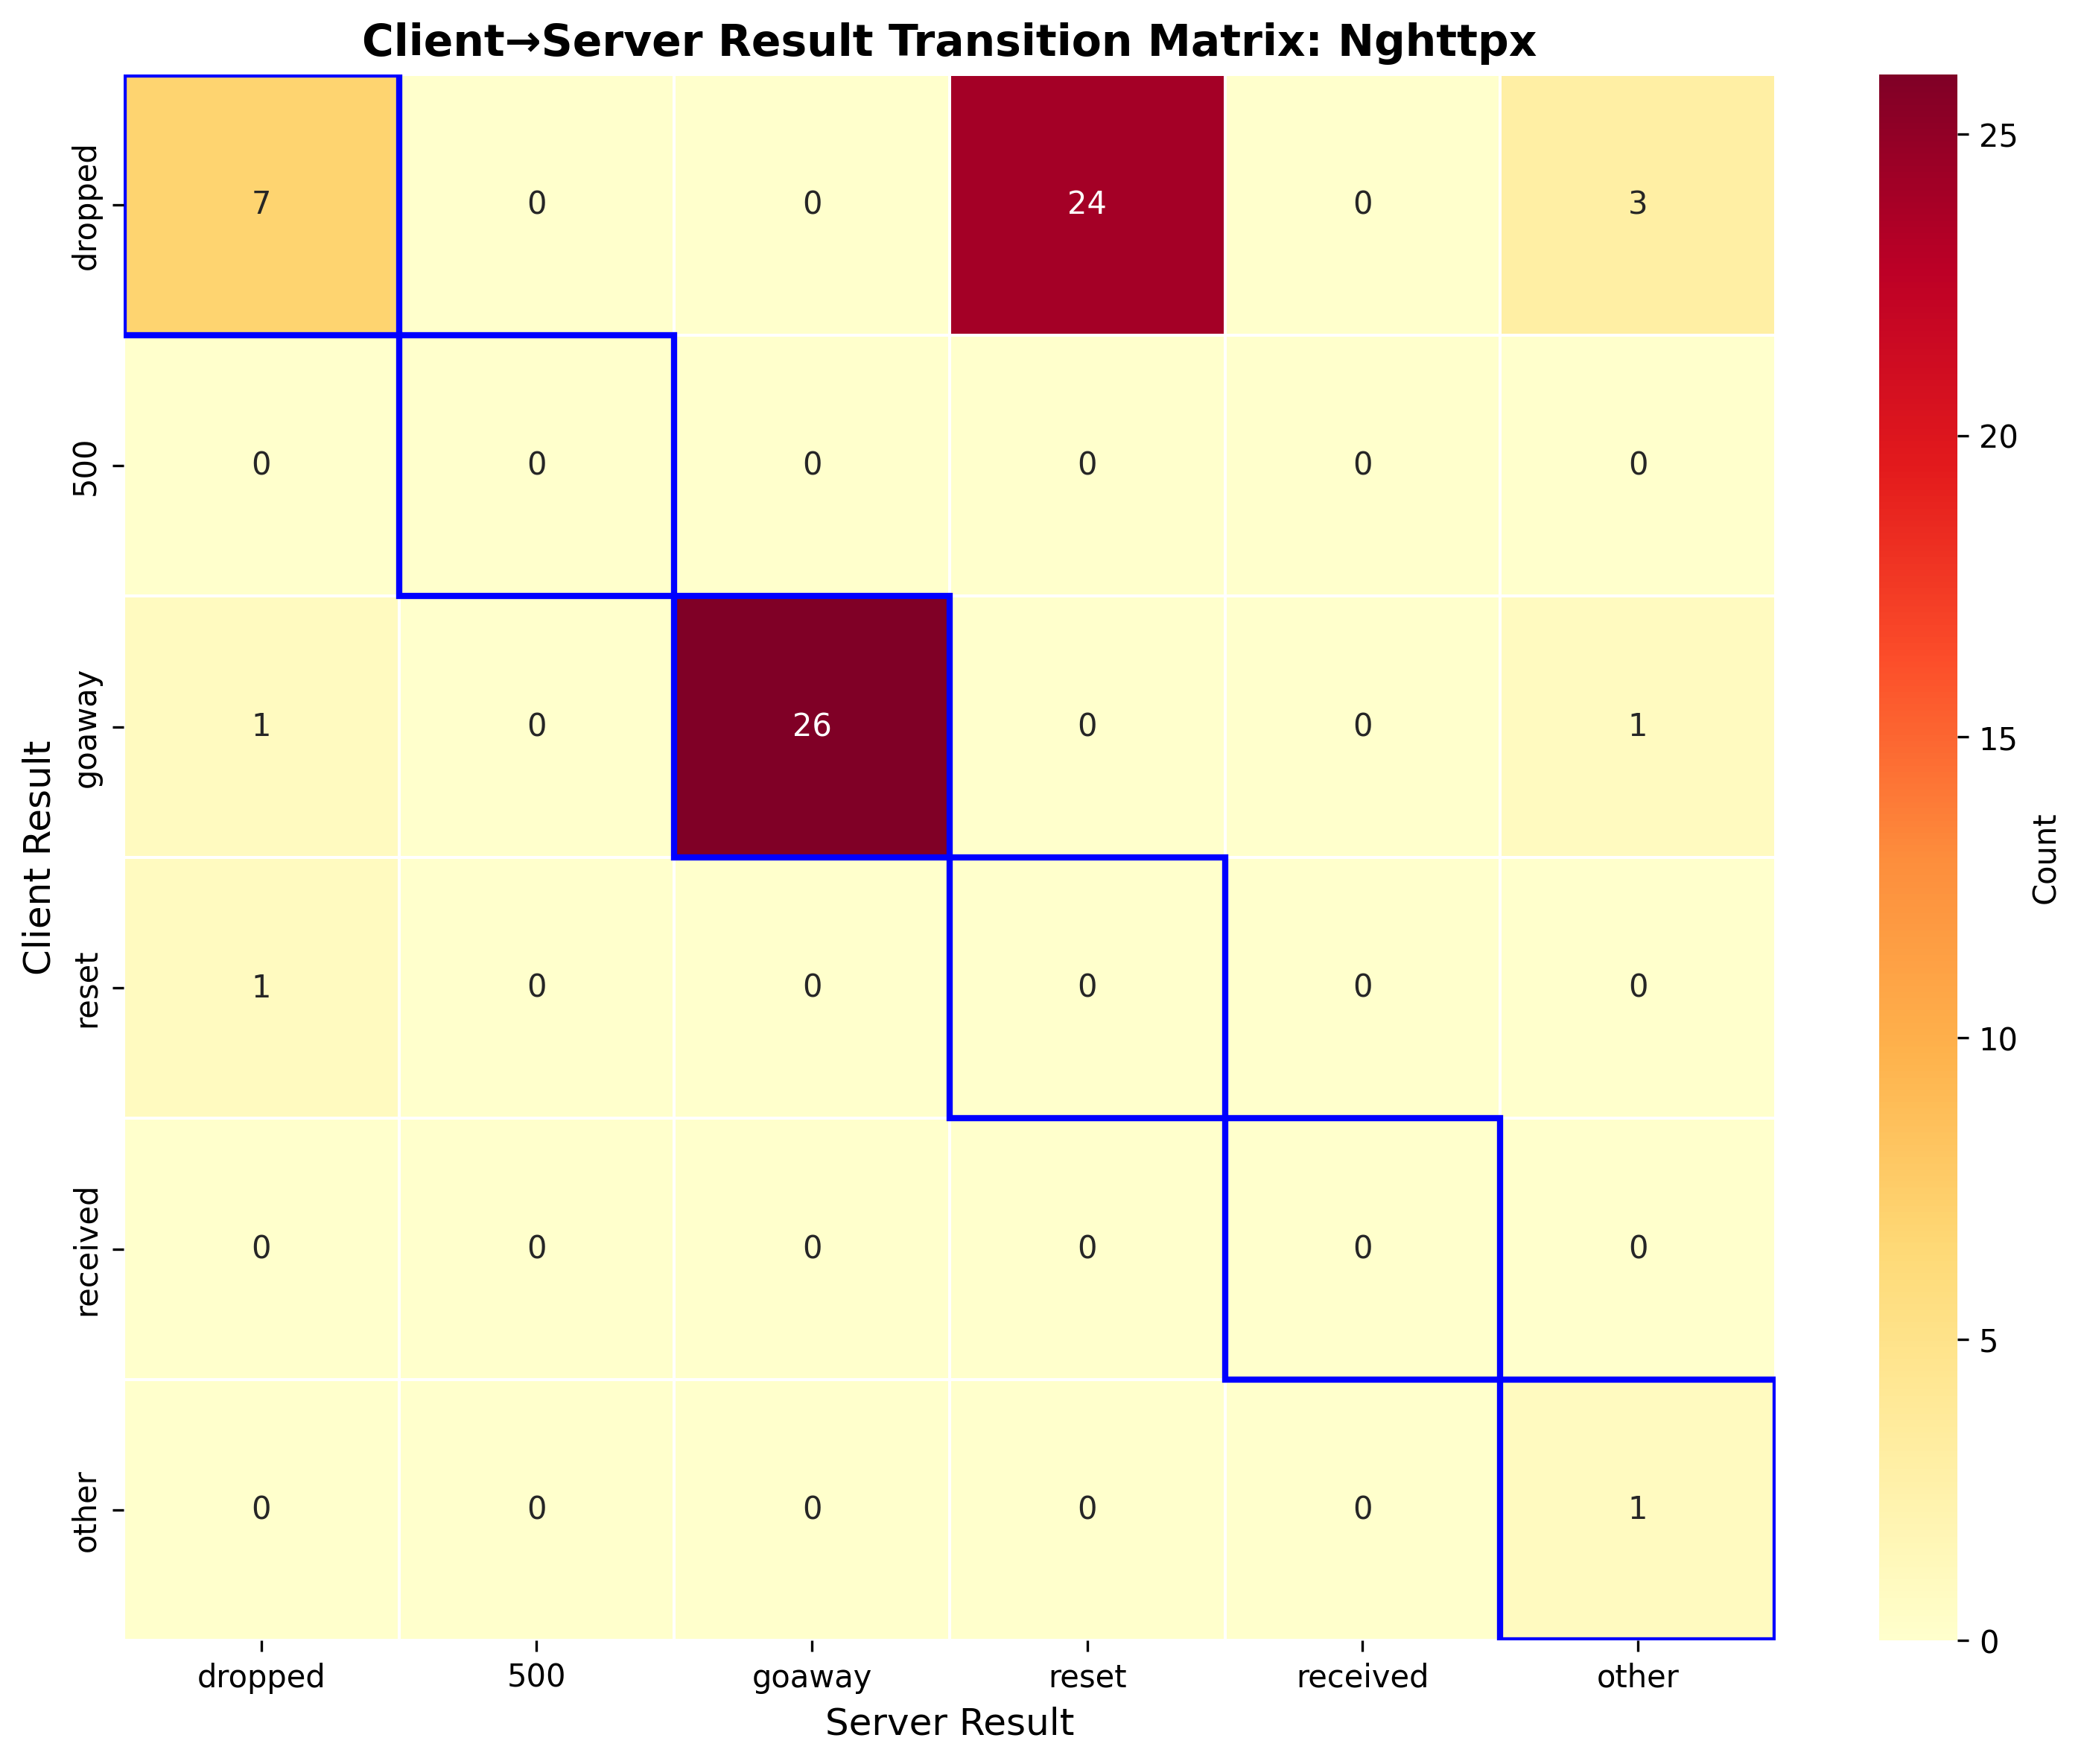 Client→Server Result Transition Matrix: Nghttpx
dropped 7 0 0 24 0 3
500 0 0 0 0 0 0
goaway 1 0 26 0 0 1
reset 1 0 0 0 0 0
received 0 0 0 0 0 0
other 0 0 0 0 0 1
dropped 500 goaway reset received other
Server Result
Client Result
25
20
15
10
5
0
Count